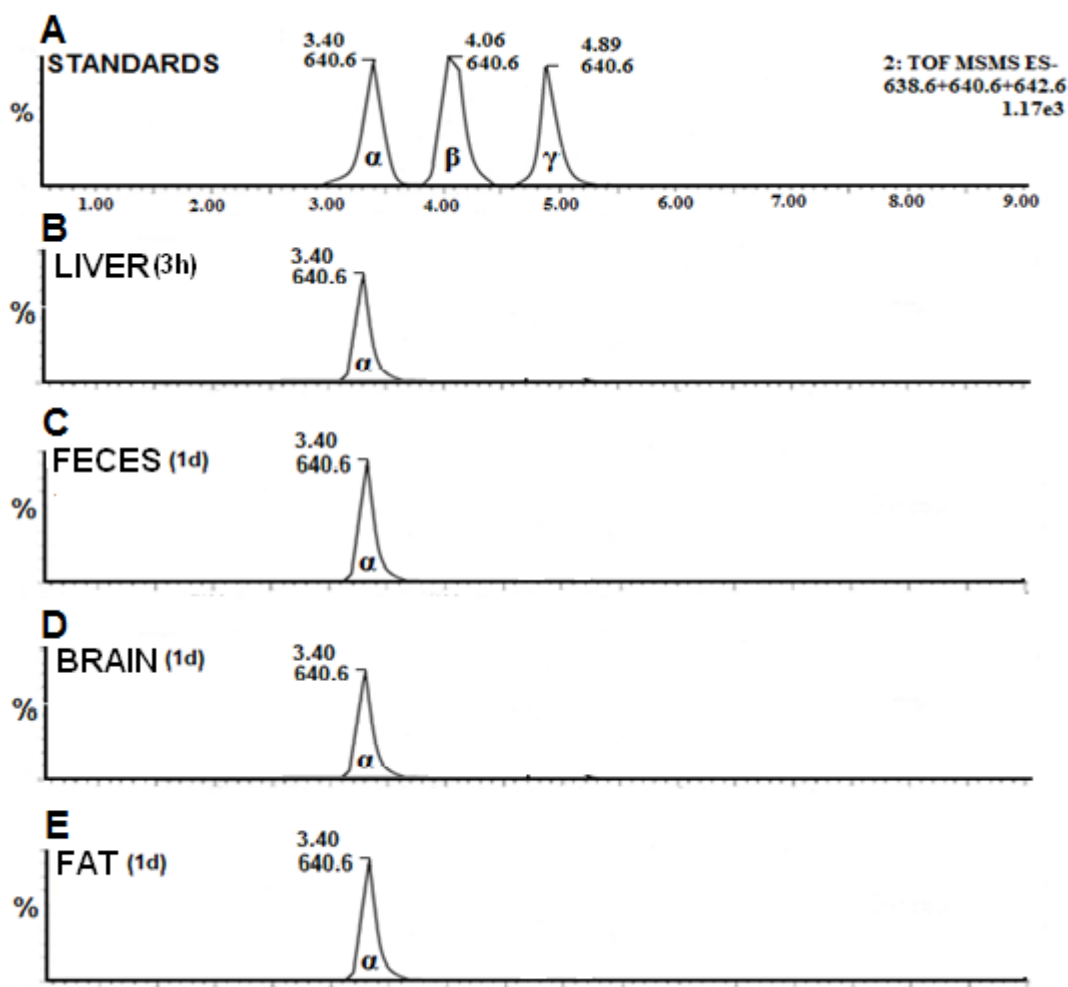 A
STANDARDS
3.40
640.6
4.06
640.6
4.89
640.6
2: TOF MSMS ES-
638.6+640.6+642.6
1.17e3
%
α
β
γ
1.00 2.00 3.00 4.00 5.00 6.00 7.00 8.00 9.00
B
LIVER (3h)
3.40
640.6
%
α
C
FECES (1d)
3.40
640.6
%
α
D
BRAIN (1d)
3.40
640.6
%
α
E
FAT (1d)
3.40
640.6
%
α